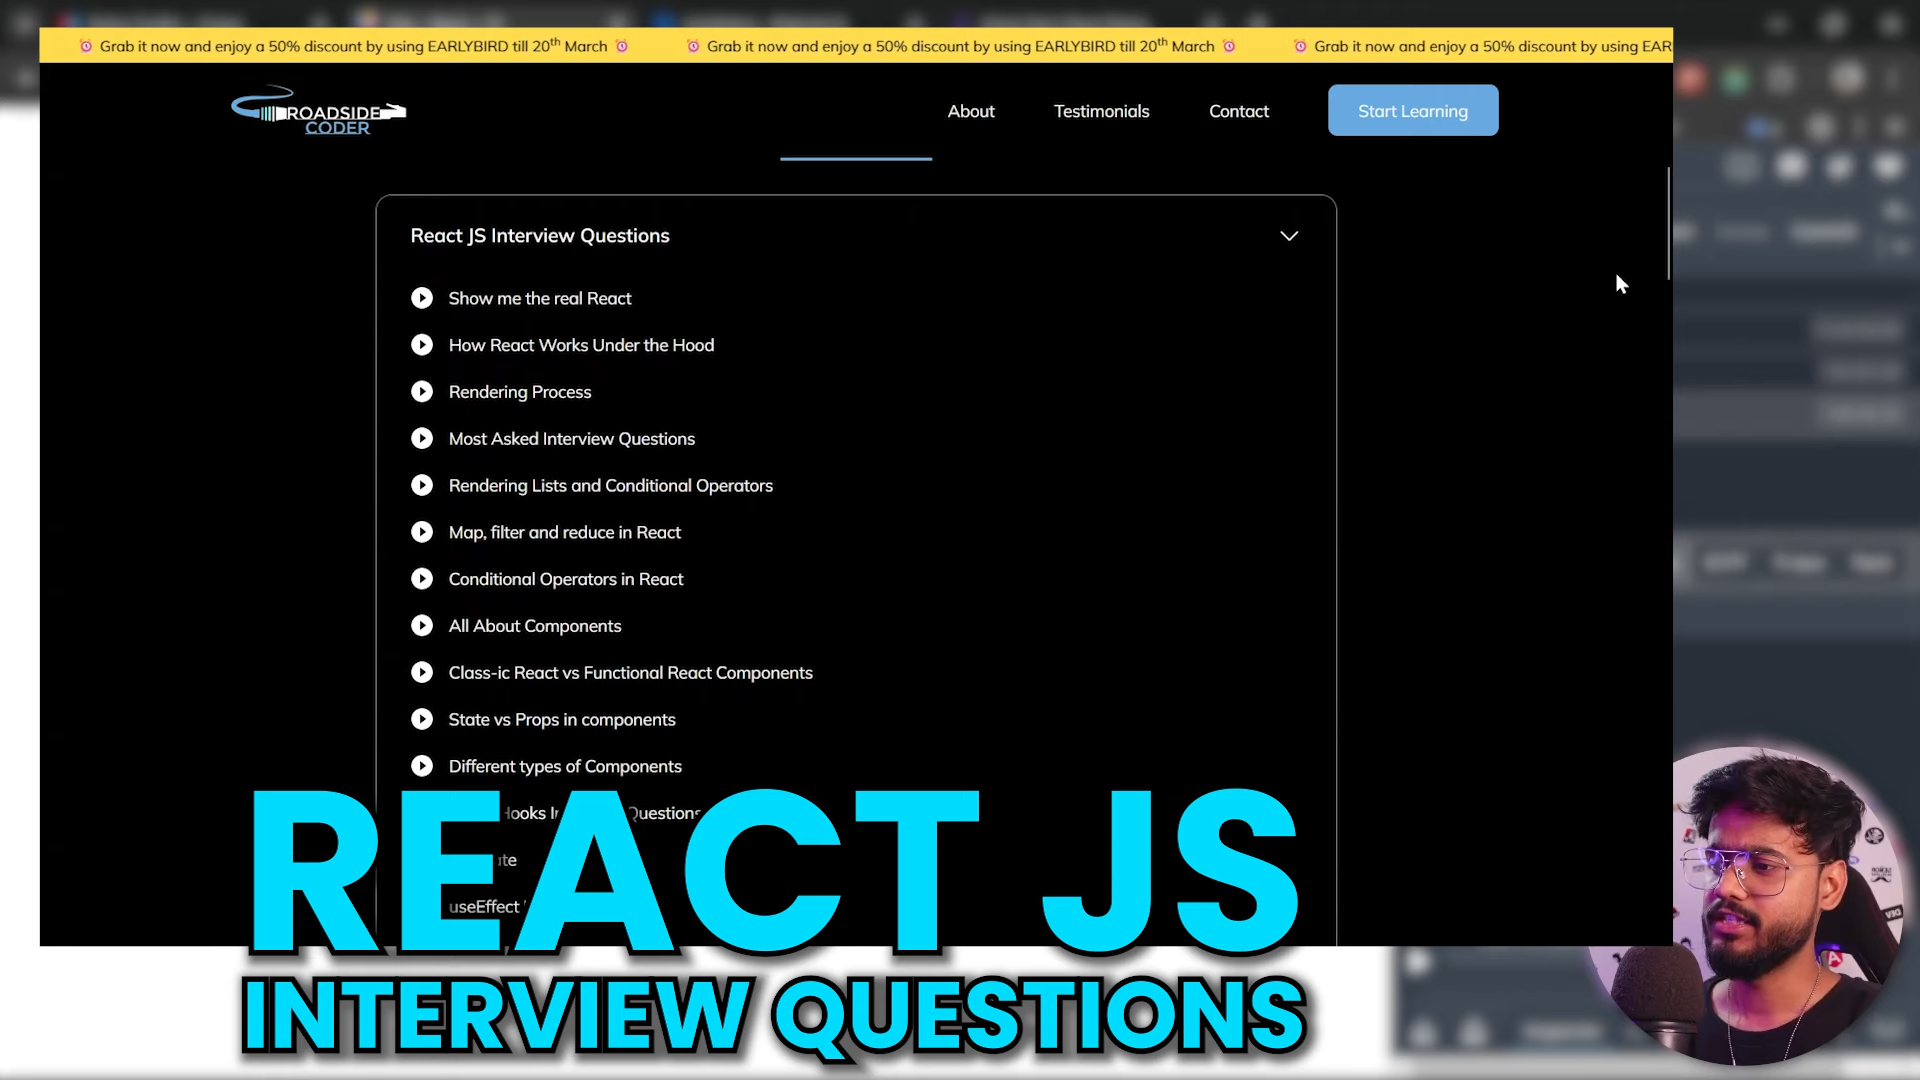 Grab it now and enjoy a 50% discount by using EARLYBIRD till 20th March Grab it now and enjoy a 50% discount by using EARLYBIRD till 20th March Grab it now and enjoy a 50% discount by using EAR
ROADSIDE
CODER
About Testimonials Contact Start Learning
React JS Interview Questions
Show me the real React
How React Works Under the Hood
Rendering Process
Most Asked Interview Questions
Rendering Lists and Conditional Operators
Map, filter and reduce in React
Conditional Operators in React
All About Components
Class-ic React vs Functional React Components
State vs Props in components
Different types of Components
Hooks Questions
useEffect
REACT JS
INTERVIEW QUESTIONS